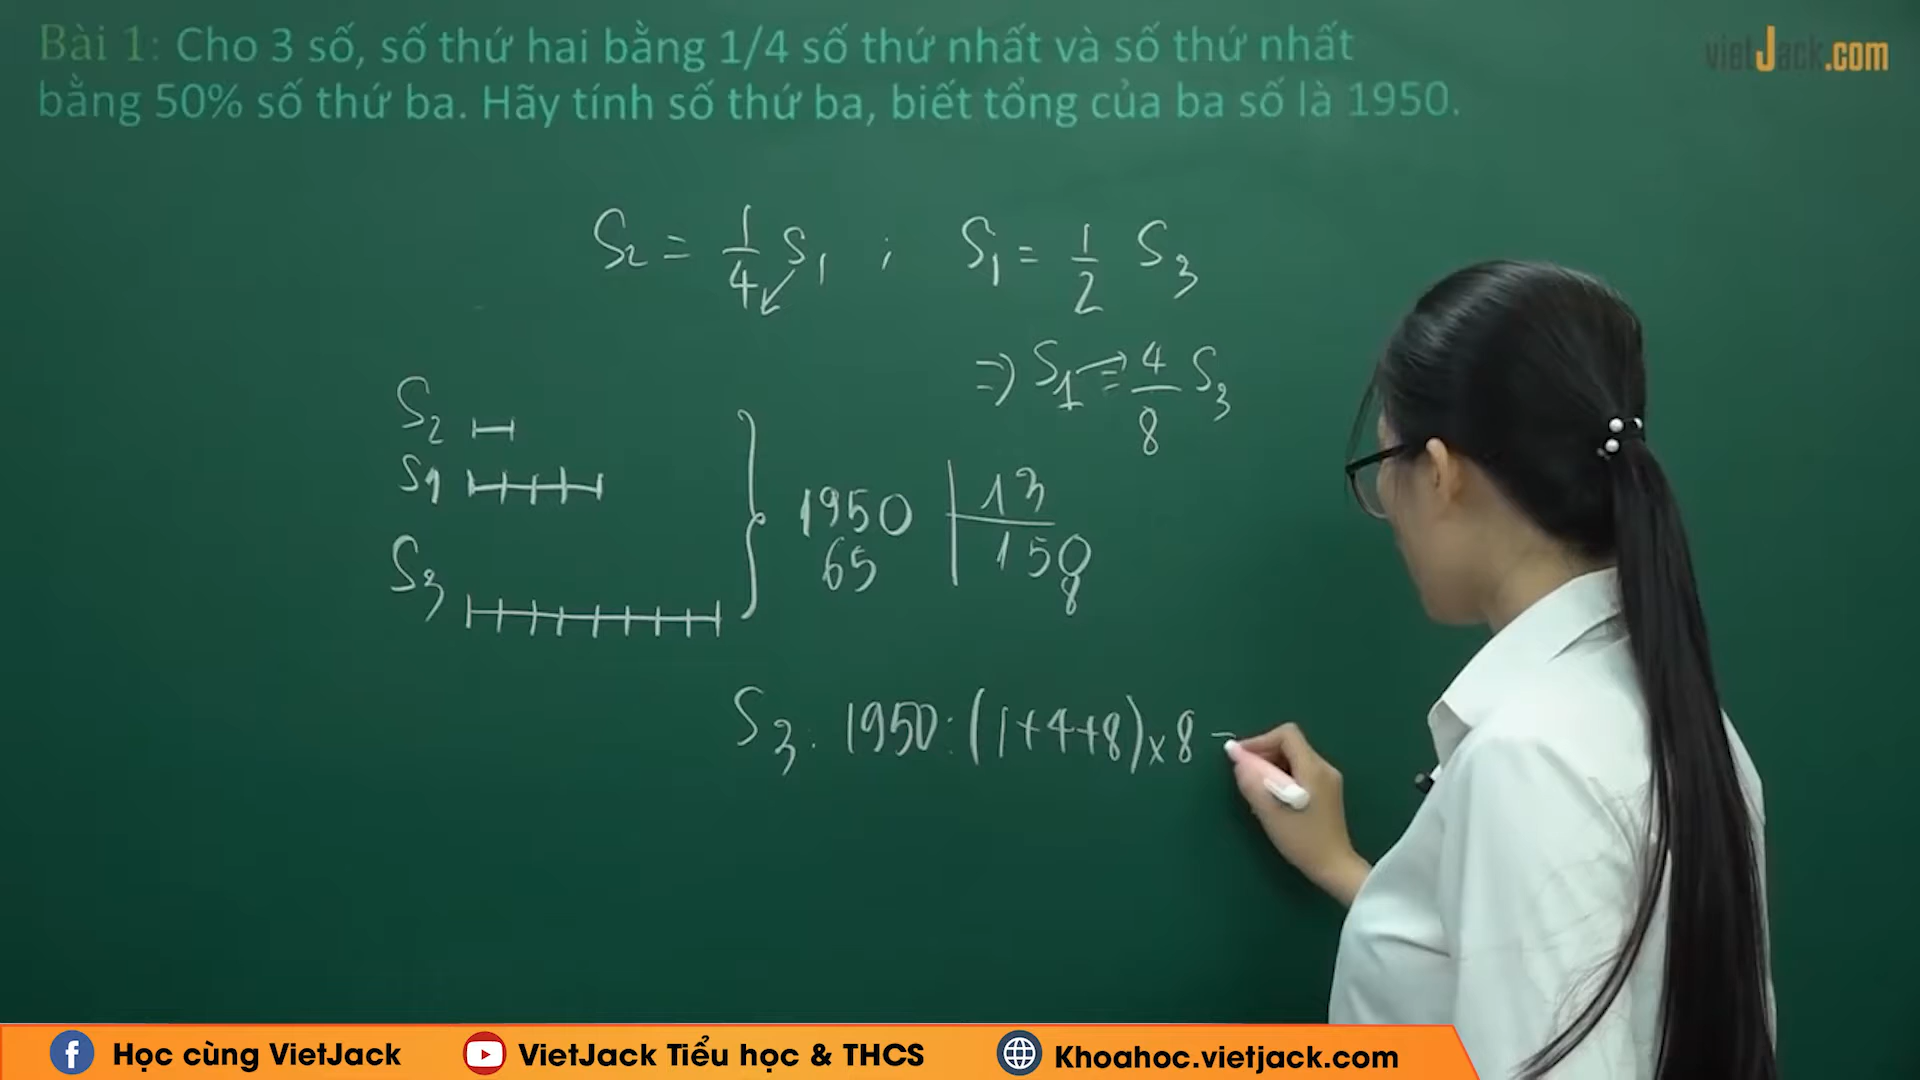 Bài 1: Cho 3 số, số thứ hai bằng 1/4 số thứ nhất và số thứ nhất
bằng 50% số thứ ba. Hãy tính số thứ ba, biết tổng của ba số là 1950.
vietJack.com
S2 = 1/4 S1 ; S1 = 1/2 S3
=> S1 = 4/8 S3
S2
S1
S3
1950 13
65 150
8
S3: 1950:(1+4+8)x8 =
Học cùng VietJack
VietJack Tiểu học & THCS
Khoahoc.vietjack.com